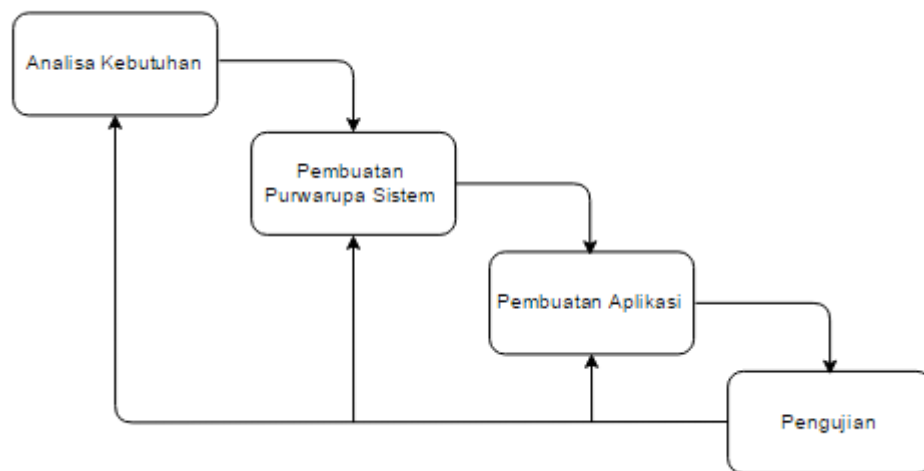 Analisa Kebutuhan
Pembuatan
Purwarupa Sistem
Pembuatan Aplikasi
Pengujian